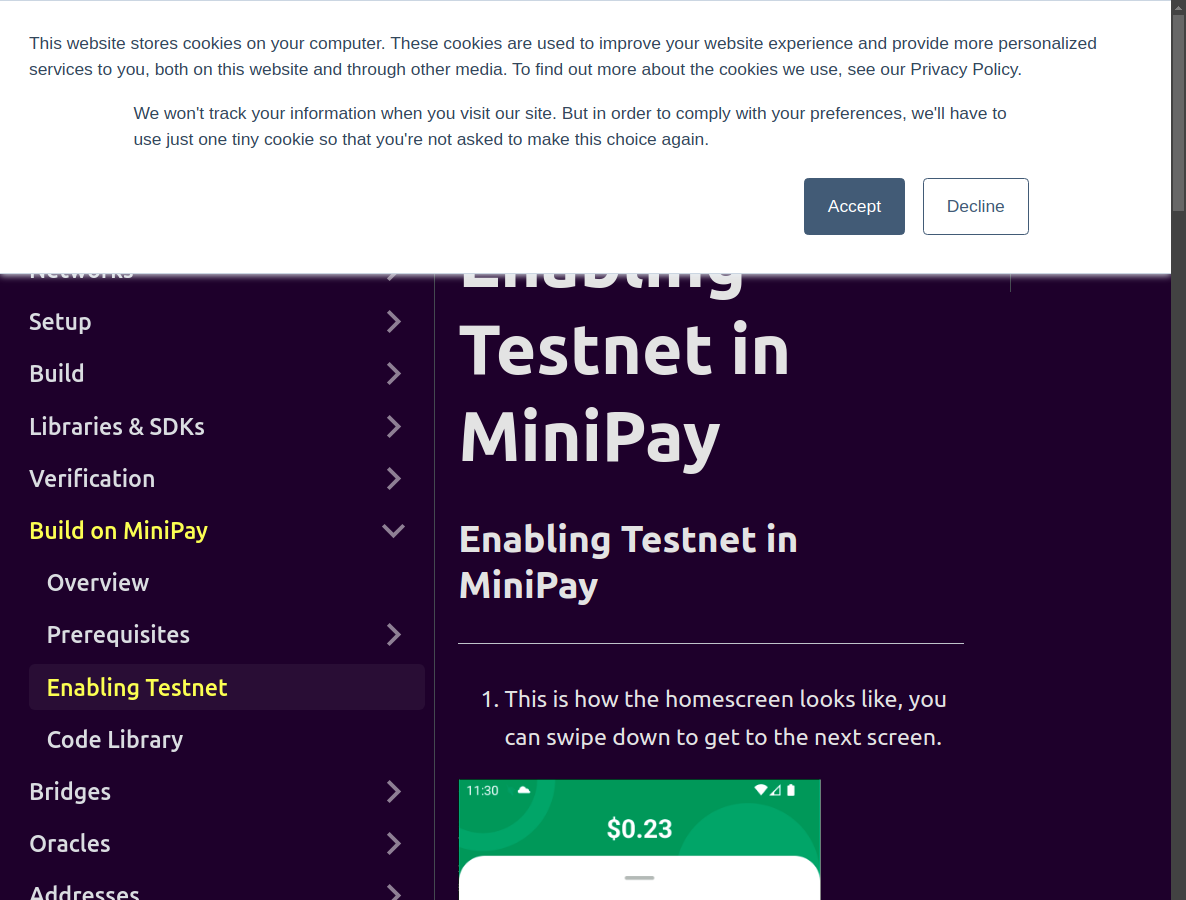 This website stores cookies on your computer. These cookies are used to improve your website experience and provide more personalized
services to you, both on this website and through other media. To find out more about the cookies we use, see our Privacy Policy.
We won't track your information when you visit our site. But in order to comply with your preferences, we'll have to
use just one tiny cookie so that you're not asked to make this choice again.
Accept
Decline
Networks
Setup
Build
Libraries & SDKs
Verification
Build on MiniPay
Overview
Prerequisites
Enabling Testnet
Code Library
Bridges
Oracles
Addresses
Enabling
Testnet in
MiniPay
Enabling Testnet in
MiniPay
1. This is how the homescreen looks like, you
can swipe down to get to the next screen.
11:30
$0.23